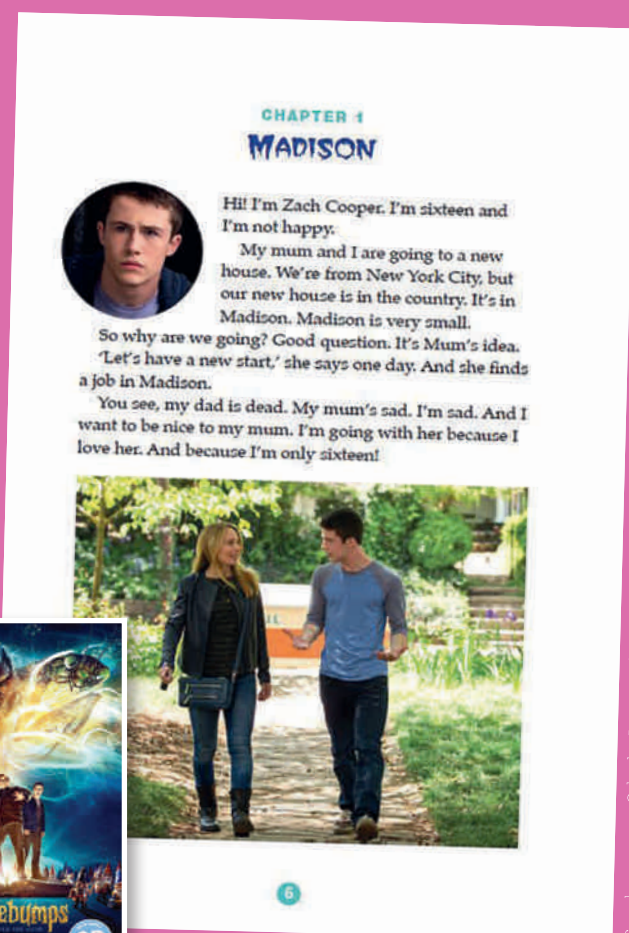 CHAPTER 1
MADISON
Hi! I'm Zach Cooper. I'm sixteen and
I'm not happy.
My mum and I are going to a new
house. We're from New York City, but
our new house is in the country. It's in
Madison. Madison is very small.
So why are we going? Good question. It's Mum's idea.
'Let's have a new start,' she says one day. And she finds
a job in Madison.
You see, my dad is dead. My mum's sad. I'm sad. And I
want to be nice to my mum. I'm going with her because I
love her. And because I'm only sixteen!
6
ebumps